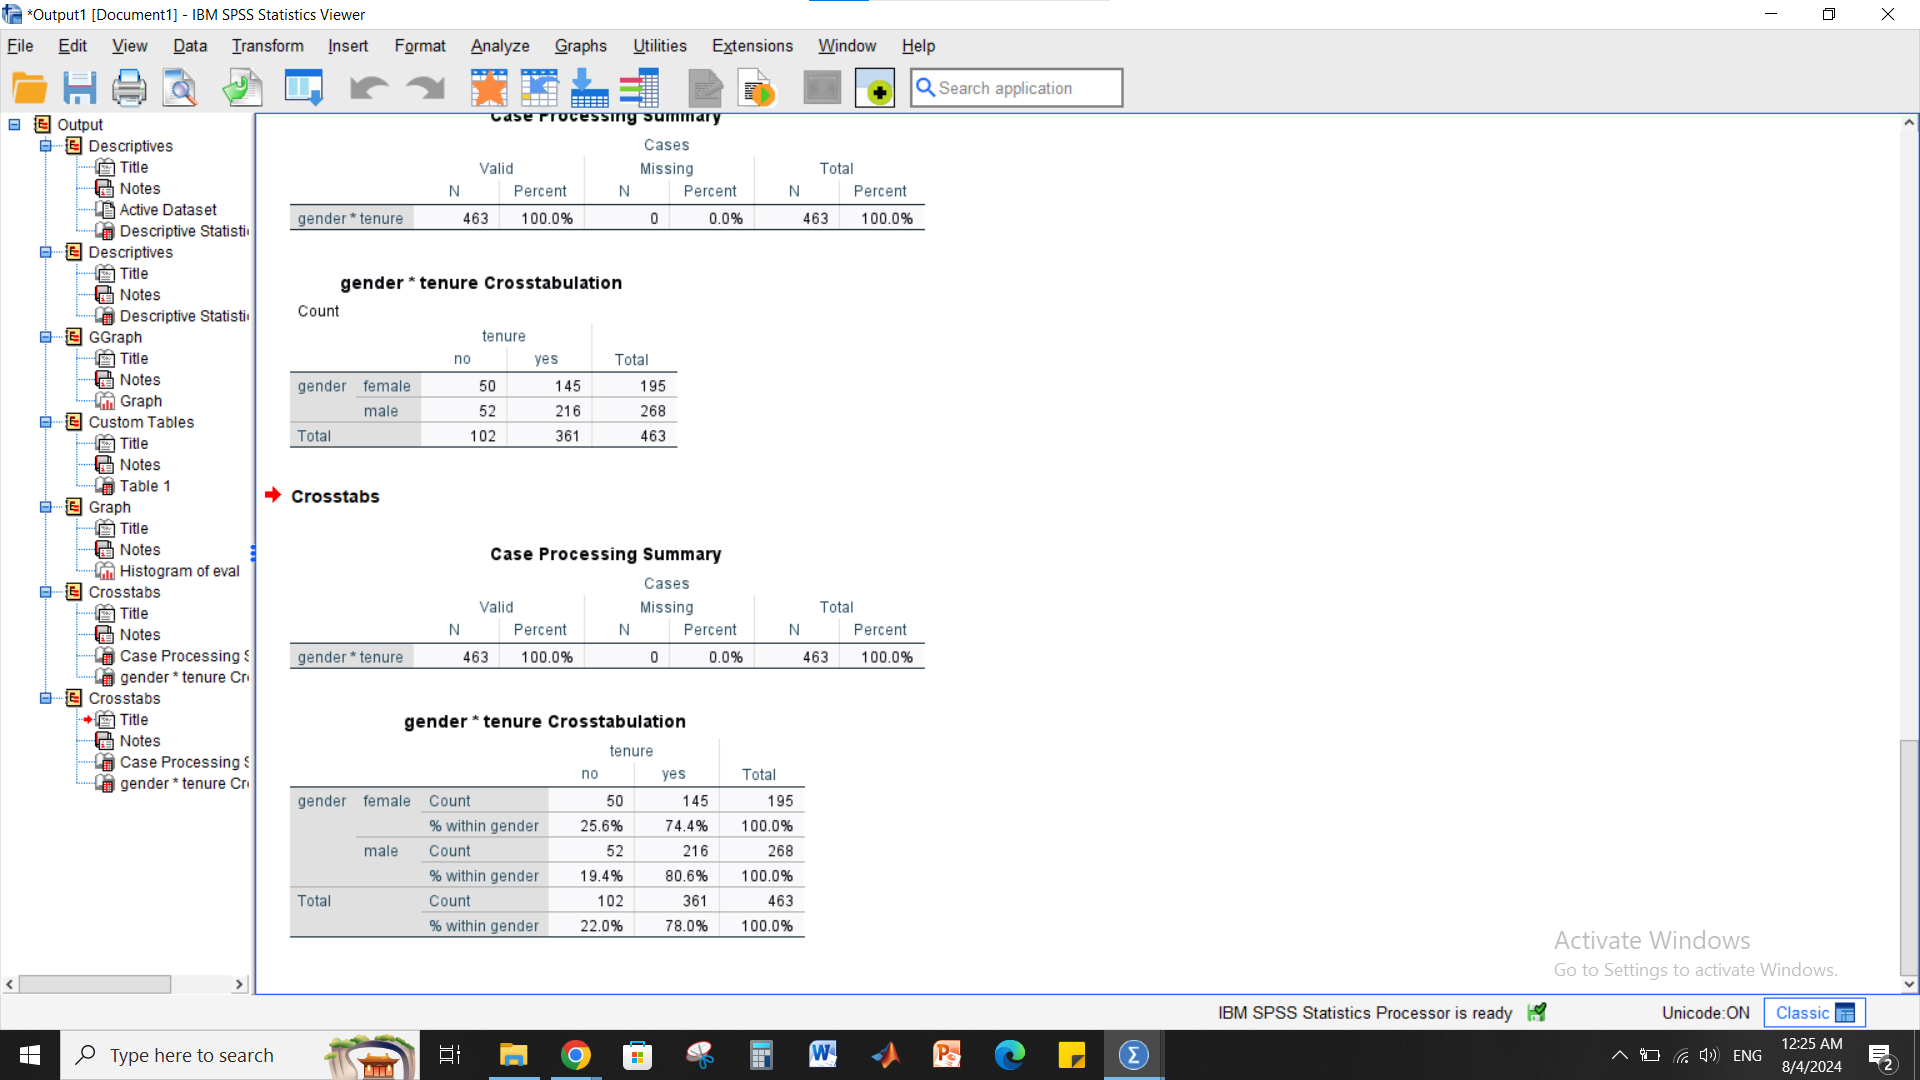 *Output1 [Document1] - IBM SPSS Statistics Viewer
File Edit View Data Transform Insert Format Analyze Graphs Utilities Extensions Window Help
Search application
Output
Descriptives
Title
Notes
Active Dataset
Descriptive Statisti
Descriptives
Title
Notes
Descriptive Statisti
GGraph
Title
Notes
Graph
Custom Tables
Title
Notes
Table 1
Graph
Title
Notes
Histogram of eval
Crosstabs
Title
Notes
Case Processing S
gender * tenure Cr
Crosstabs
Title
Notes
Case Processing S
gender * tenure Cr
Case Processing Summary
Cases
Valid Missing Total
N Percent N Percent N Percent
gender * tenure 463 100.0% 0 0.0% 463 100.0%
gender * tenure Crosstabulation
Count
tenure
no yes Total
gender female 50 145 195
male 52 216 268
Total 102 361 463
Crosstabs
Case Processing Summary
Cases
Valid Missing Total
N Percent N Percent N Percent
gender * tenure 463 100.0% 0 0.0% 463 100.0%
gender * tenure Crosstabulation
tenure
no yes Total
gender female Count 50 145 195
% within gender 25.6% 74.4% 100.0%
male Count 52 216 268
% within gender 19.4% 80.6% 100.0%
Total Count 102 361 463
% within gender 22.0% 78.0% 100.0%
Activate Windows
Go to Settings to activate Windows.
IBM SPSS Statistics Processor is ready Unicode:ON Classic
Type here to search
ENG
12:25 AM
8/4/2024
2